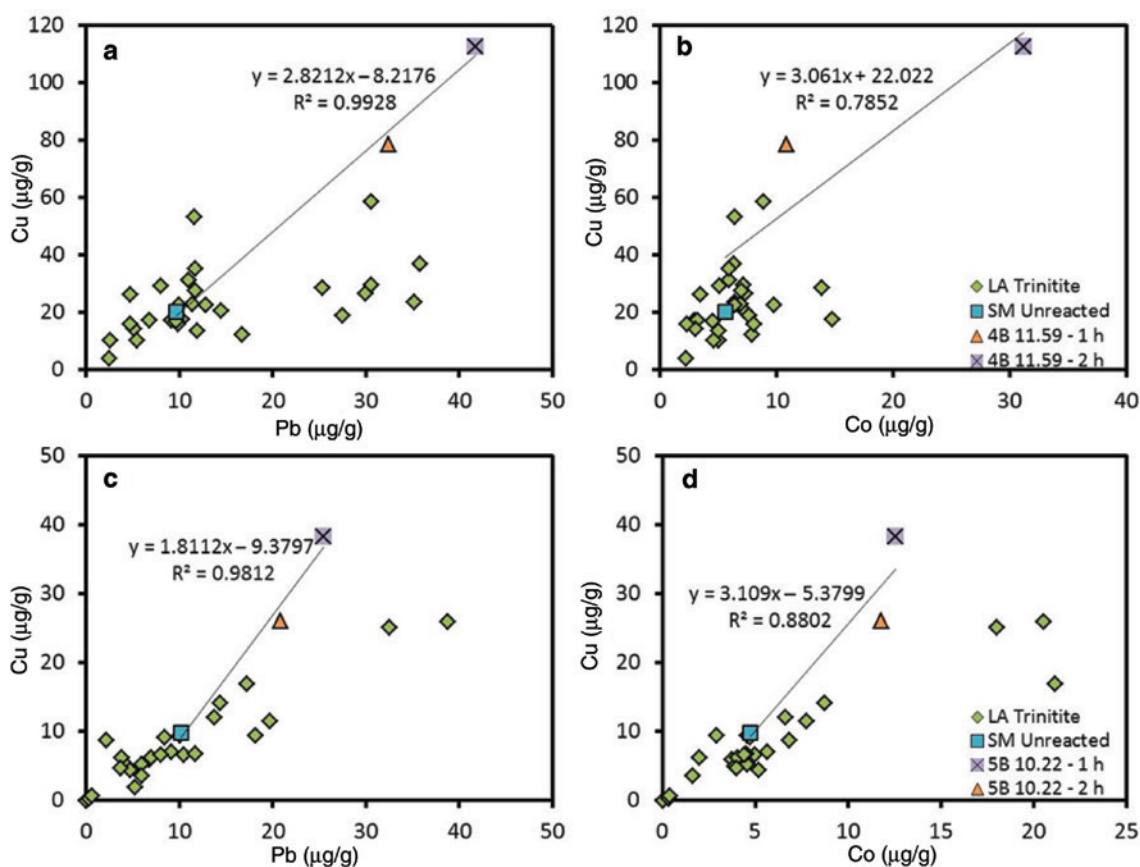 a
120
100
80
60
40
20
0
Cu (µg/g)
y = 2.8212x – 8.2176
R² = 0.9928
0 10 20 30 40 50
Pb (µg/g)
b
120
100
80
60
40
20
0
Cu (µg/g)
y = 3.061x + 22.022
R² = 0.7852
LA Trinitite
SM Unreacted
4B 11.59 - 1 h
4B 11.59 - 2 h
0 10 20 30 40
Co (µg/g)
c
50
40
30
20
10
0
Cu (µg/g)
y = 1.8112x – 9.3797
R² = 0.9812
0 10 20 30 40 50
Pb (µg/g)
d
50
40
30
20
10
0
Cu (µg/g)
y = 3.109x – 5.3799
R² = 0.8802
LA Trinitite
SM Unreacted
5B 10.22 - 1 h
5B 10.22 - 2 h
0 5 10 15 20 25
Co (µg/g)